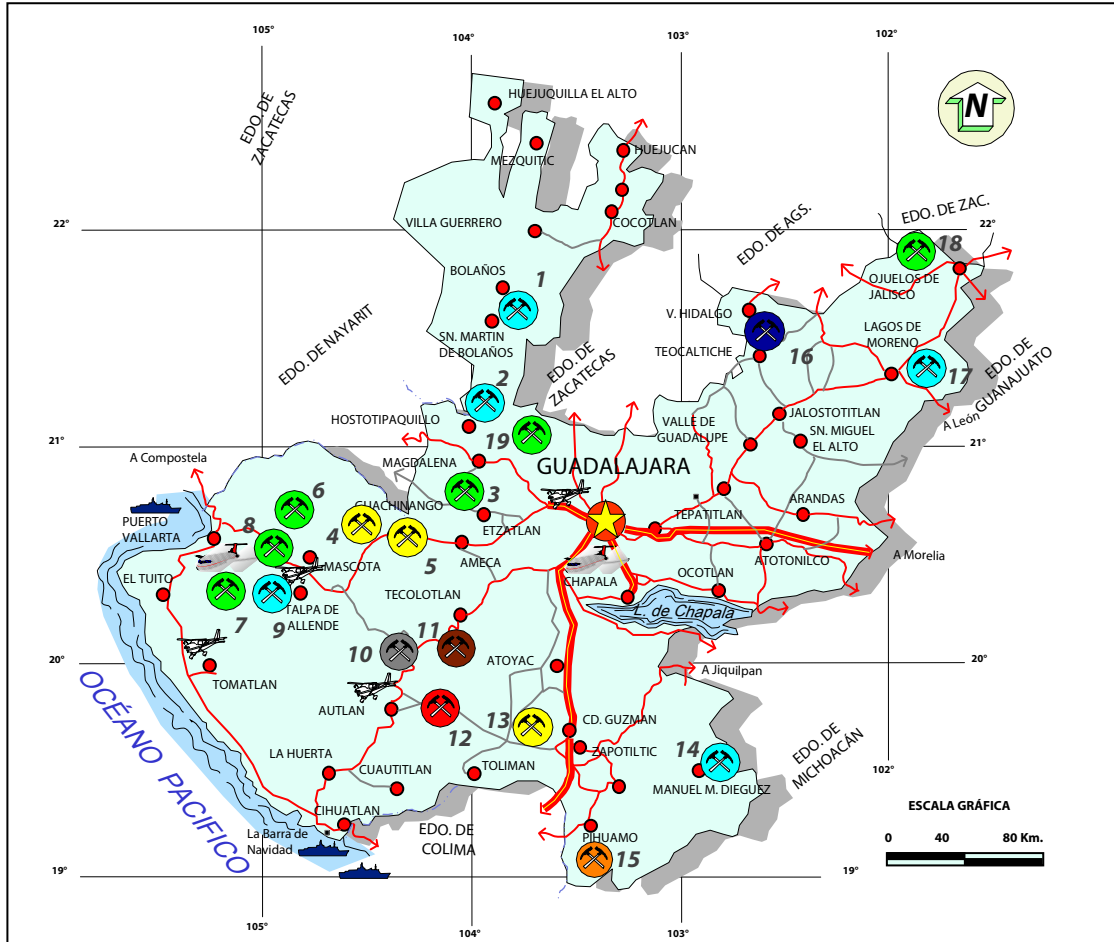 105°
104°
103°
102°
N
HUEJUQUILLA EL ALTO
EDO. DE
ZACATECAS
MEZQUITIC
HUEJUCAN
22°
VILLA GUERRERO
COCOTLAN
EDO. DE AGS.
EDO. DE ZAC.
22°
18
OJUELOS DE
JALISCO
BOLAÑOS
1
SN. MARTIN
DE BOLAÑOS
EDO. DE NAYARIT
EDO. DE
ZACATECAS
V. HIDALGO
TEOCALTICHE
16
LAGOS DE
MORENO
17
EDO. DE
GUANAJUATO
A León
2
HOSTOTIPAQUILLO
19
21°
MAGDALENA
GUADALAJARA
VALLE DE
GUADALUPE
JALOSTOTITLAN
SN. MIGUEL
EL ALTO
21°
A Compostela
6
3
GUACHINANGO
4
5
ETZATLAN
TEPATITLAN
ARANDAS
PUERTO
VALLARTA
8
MASCOTA
AMECA
ATOTONILCO
A Morelia
EL TUITO
7
9
TALPA DE
ALLENDE
TECOLOTLAN
CHAPALA
OCOTLAN
L. de Chapala
20°
10
11
ATOYAC
20°
A Jiquilpan
TOMATLAN
AUTLAN
12
13
CD. GUZMAN
ZAPOTILTIC
14
MANUEL M. DIEGUEZ
EDO. DE
MICHOACÁN
102°
OCÉANO PACIFICO
LA HUERTA
CUAUTITLAN
TOLIMAN
CIHUATLAN
La Barra de
Navidad
EDO. DE
COLIMA
PIHUAMO
15
ESCALA GRÁFICA
0 40 80 Km.
19°
19°
105°
104°
103°